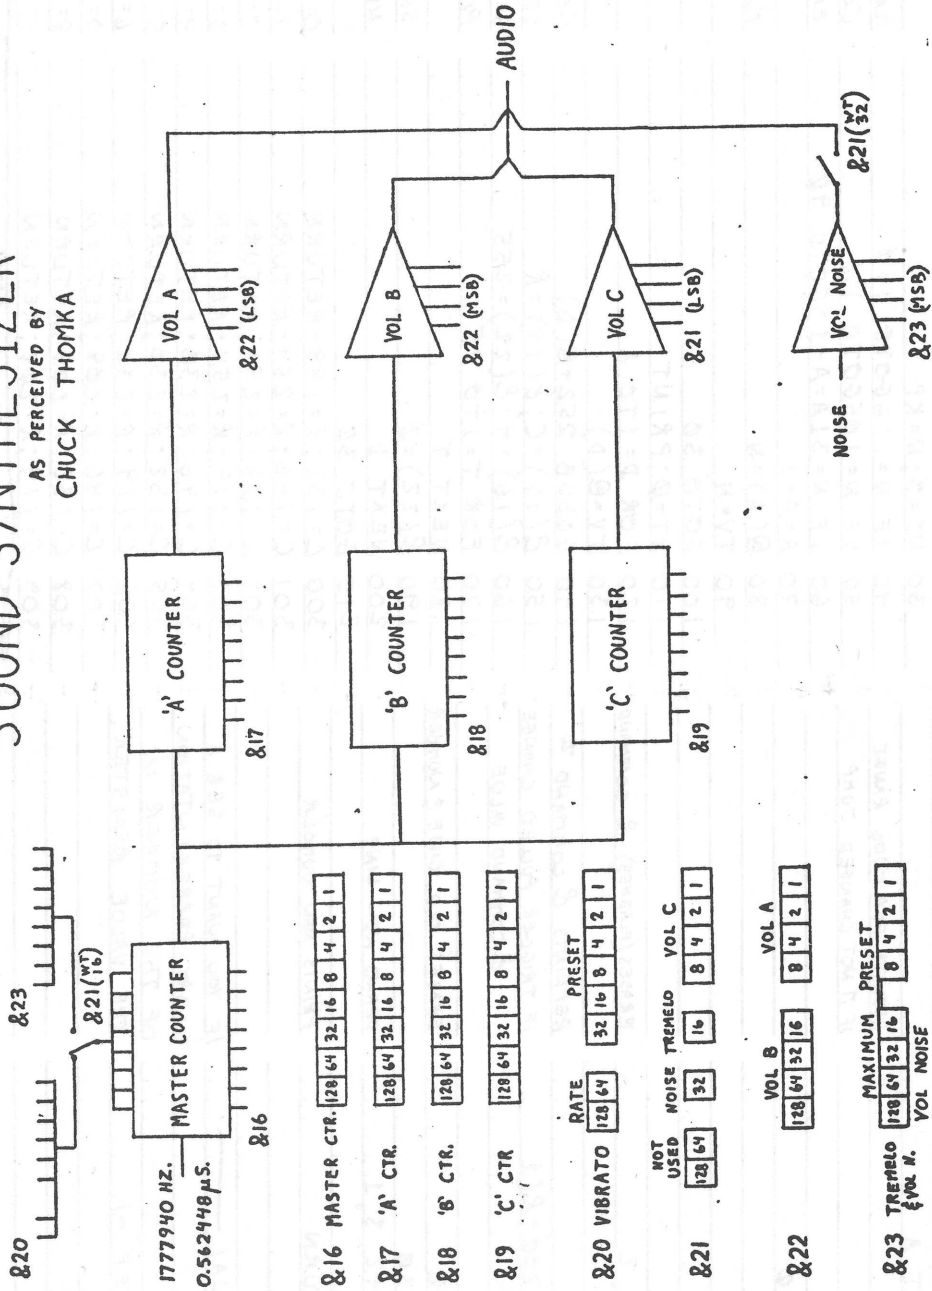 SOUND SYNTHESIZER
AS PERCEIVED BY
CHUCK THOMKA
&20
&23
&21(WT 16)
1777940 HZ.
0.562448µS.
MASTER COUNTER
&16
'A' COUNTER
&17
VOL A
&22 (LSB)
'B' COUNTER
&18
VOL B
&22 (MSB)
'C' COUNTER
&19
VOL C
&21 (LSB)
NOISE
VOL NOISE
&23 (MSB)
&21(WT 32)
AUDIO
&16 MASTER CTR. 128 64 32 16 8 4 2 1
&17 'A' CTR. 128 64 32 16 8 4 2 1
&18 'B' CTR. 128 64 32 16 8 4 2 1
&19 'C' CTR 128 64 32 16 8 4 2 1
RATE PRESET
&20 VIBRATO 128 64 32 16 8 4 2 1
NOT USED NOISE TREMELO VOL C
&21 128 64 32 16 8 4 2 1
VOL B VOL A
&22 128 64 32 16 8 4 2 1
MAXIMUM PRESET
&23 TREMELO & VOL N. 128 64 32 16 8 4 2 1
VOL NOISE